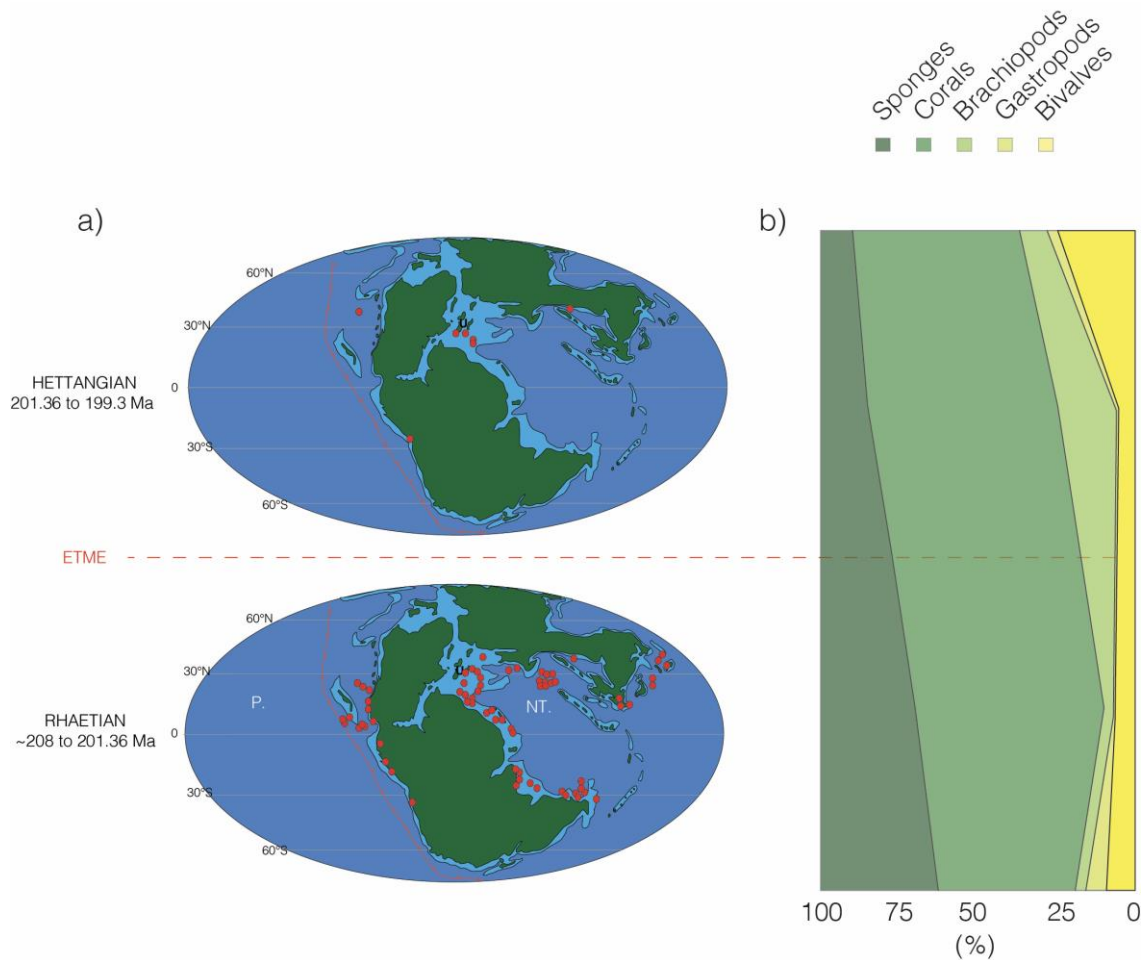 Sponges
Corals
Brachiopods
Gastropods
Bivalves
a)
b)
60°N
30°N
0
30°S
60°S
HETTANGIAN
201.36 to 199.3 Ma
ETME
60°N
30°N
0
30°S
60°S
P.
NT.
RHAETIAN
~208 to 201.36 Ma
100
75
50
25
0
(%)